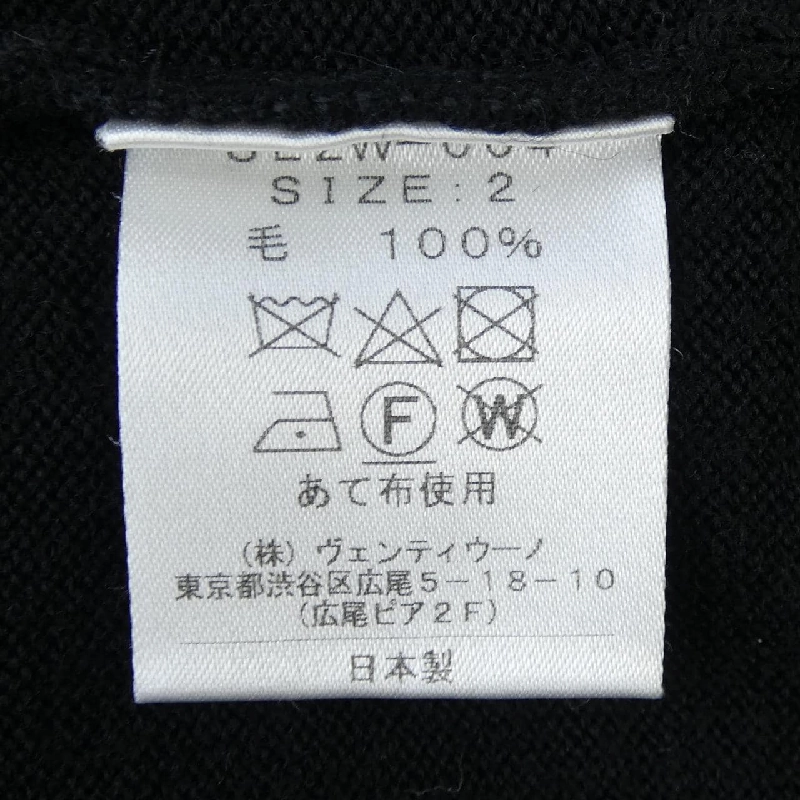 SIZE：2
毛 100%
F
W
あて布使用
（株）ヴェンティウーノ
東京都渋谷区広尾5－18－10
（広尾ピア2F）
日本製